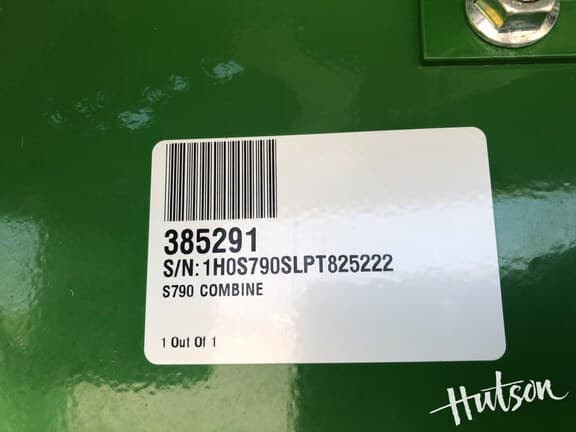 385291
S/N: 1H0S790SLPT825222
S790 COMBINE
1 Out Of 1
Hutson